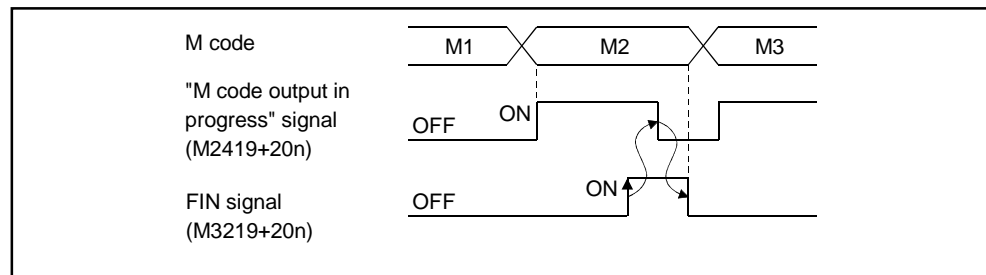 M code
M1
M2
M3
"M code output in
progress" signal
(M2419+20n)
OFF
ON
FIN signal
(M3219+20n)
OFF
ON